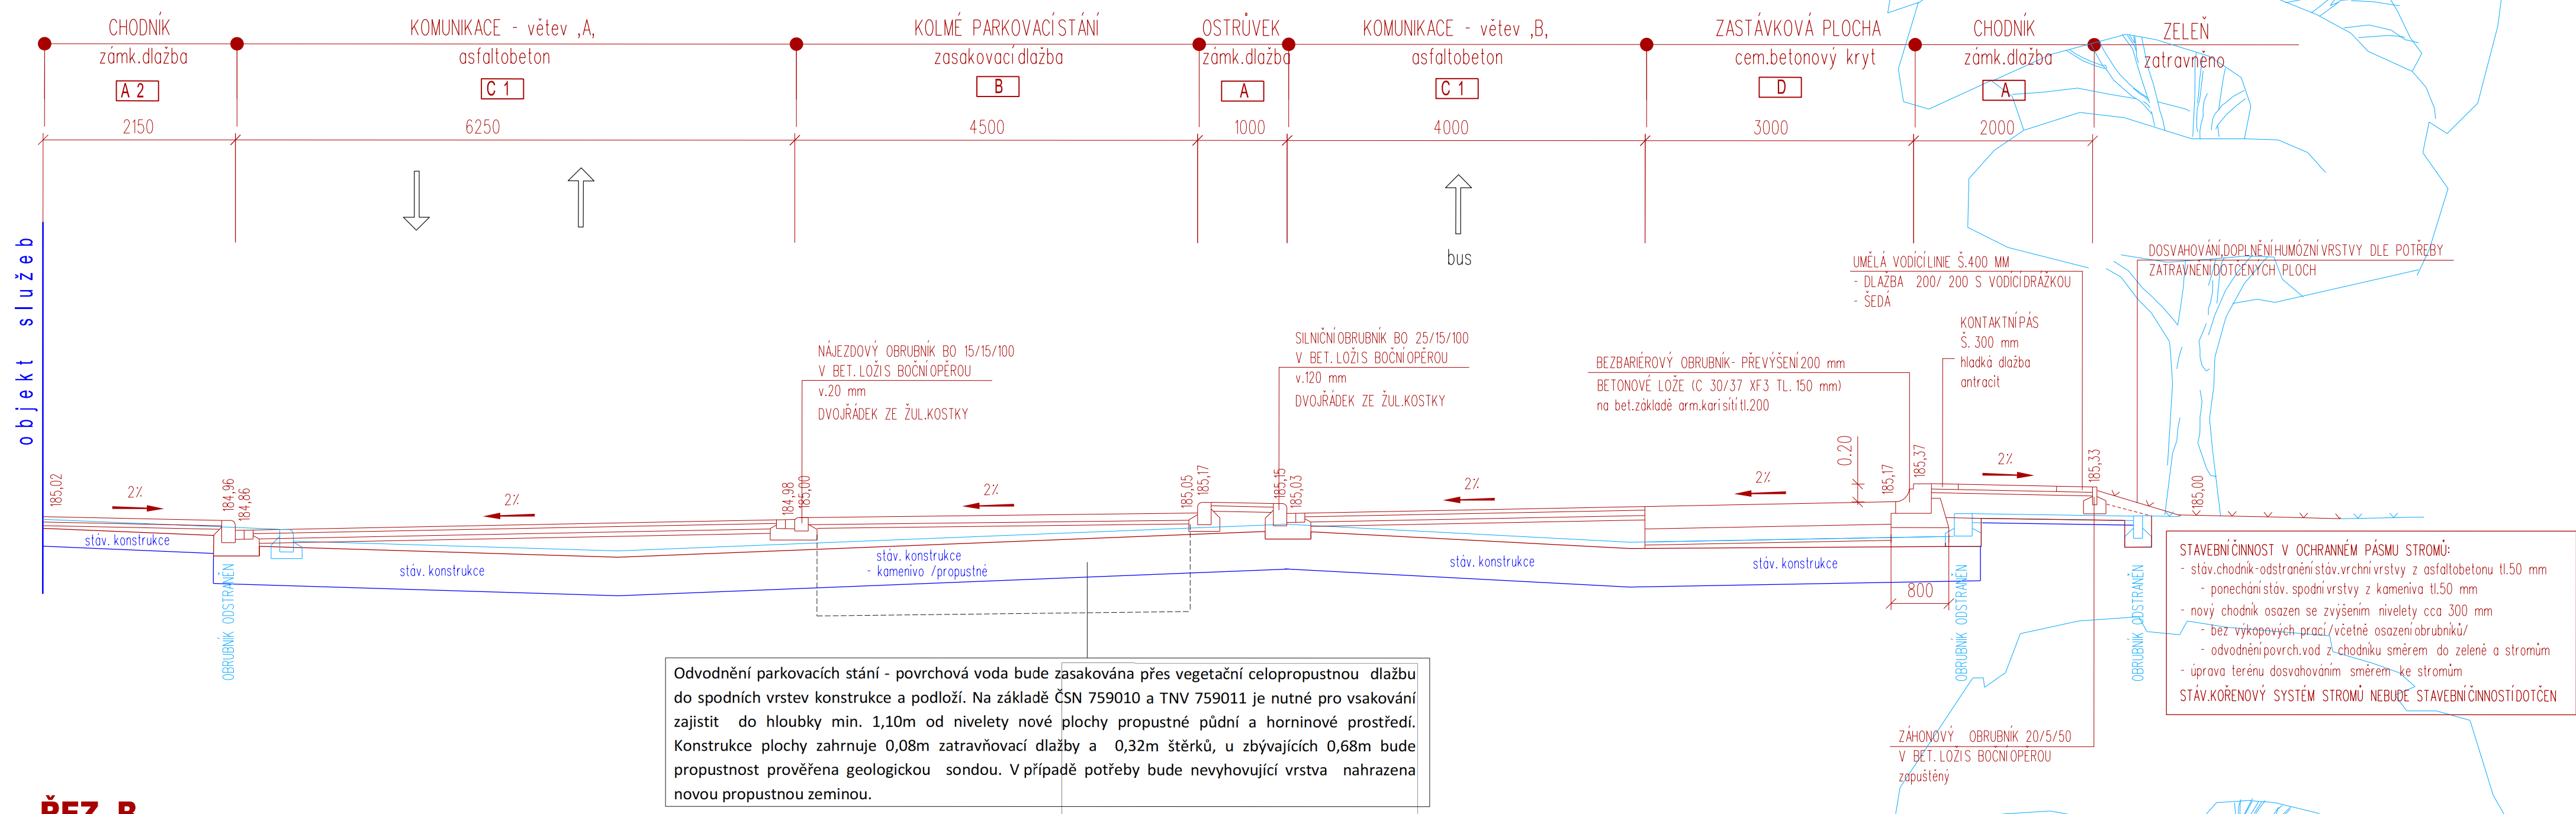 CHODNÍK
zámk.dlažba
A 2
KOMUNIKACE - větev ,A,
asfaltobeton
C 1
KOLMÉ PARKOVACÍ STÁNÍ
zasakovací dlažba
B
OSTRŮVEK
zámk.dlažba
A
KOMUNIKACE - větev ,B,
asfaltobeton
C 1
ZASTÁVKOVÁ PLOCHA
cem.betonový kryt
D
CHODNÍK
zámk.dlažba
A
ZELEŇ
zatravněno
2150
6250
4500
1000
4000
3000
2000
bus
objekt služeb
UMĚLÁ VODÍCÍ LINIE Š.400 MM
- DLAŽBA 200/ 200 S VODÍCÍ DRÁŽKOU
- ŠEDÁ
DOSVAHOVÁNÍ,DOPLNĚNÍ HUMÓZNÍ VRSTVY DLE POTŘEBY
ZATRAVNĚNÍ DOTČENÝCH PLOCH
KONTAKTNÍ PÁS
Š. 300 mm
hladká dlažba
antracit
NÁJEZDOVÝ OBRUBNÍK BO 15/15/100
V BET. LOŽI S BOČNÍ OPĚROU
v.20 mm
DVOJŘÁDEK ZE ŽUL.KOSTKY
SILNIČNÍ OBRUBNÍK BO 25/15/100
V BET. LOŽI S BOČNÍ OPĚROU
v.120 mm
DVOJŘÁDEK ZE ŽUL.KOSTKY
BEZBARIÉROVÝ OBRUBNÍK- PŘEVÝŠENÍ 200 mm
BETONOVÉ LOŽE (C 30/37 XF3 TL. 150 mm)
na bet.základě arm.kari sítí tl.200
185,02
2%
184,96
184,86
2%
184,98
185,00
2%
185,05
185,17
185,15
185,03
2%
2%
0.20
185,17
185,37
2%
185,33
185,00
stáv. konstrukce
stáv. konstrukce
stáv. konstrukce
- kamenivo /propustné
stáv. konstrukce
stáv. konstrukce
800
OBRUBNÍK ODSTRANĚN
OBRUBNÍK ODSTRANĚN
OBRUBNÍK ODSTRANĚN
STAVEBNÍ ČINNOST V OCHRANNÉM PÁSMU STROMŮ:
- stáv.chodník-odstranění stáv.vrchní vrstvy z asfaltobetonu tl.50 mm
- ponechání stáv. spodní vrstvy z kameniva tl.50 mm
- nový chodník osazen se zvýšením nivelety cca 300 mm
- bez výkopových prací /včetně osazení obrubníků/
- odvodnění povrch.vod z chodníku směrem do zeleně a stromům
- úprava terénu dosvahováním směrem ke stromům
STÁV.KOŘENOVÝ SYSTÉM STROMŮ NEBUDE STAVEBNÍ ČINNOSTÍ DOTČEN
Odvodnění parkovacích stání - povrchová voda bude zasakována přes vegetační celopropustnou dlažbu
do spodních vrstev konstrukce a podloží. Na základě ČSN 759010 a TNV 759011 je nutné pro vsakování
zajistit do hloubky min. 1,10m od nivelety nové plochy propustné půdní a horninové prostředí.
Konstrukce plochy zahrnuje 0,08m zatravňovací dlažby a 0,32m štěrků, u zbývajících 0,68m bude
propustnost prověřena geologickou sondou. V případě potřeby bude nevyhovující vrstva nahrazena
novou propustnou zeminou.
ZÁHONOVÝ OBRUBNÍK 20/5/50
V BET. LOŽI S BOČNÍ OPĚROU
zapuštěný
ŘEZ B